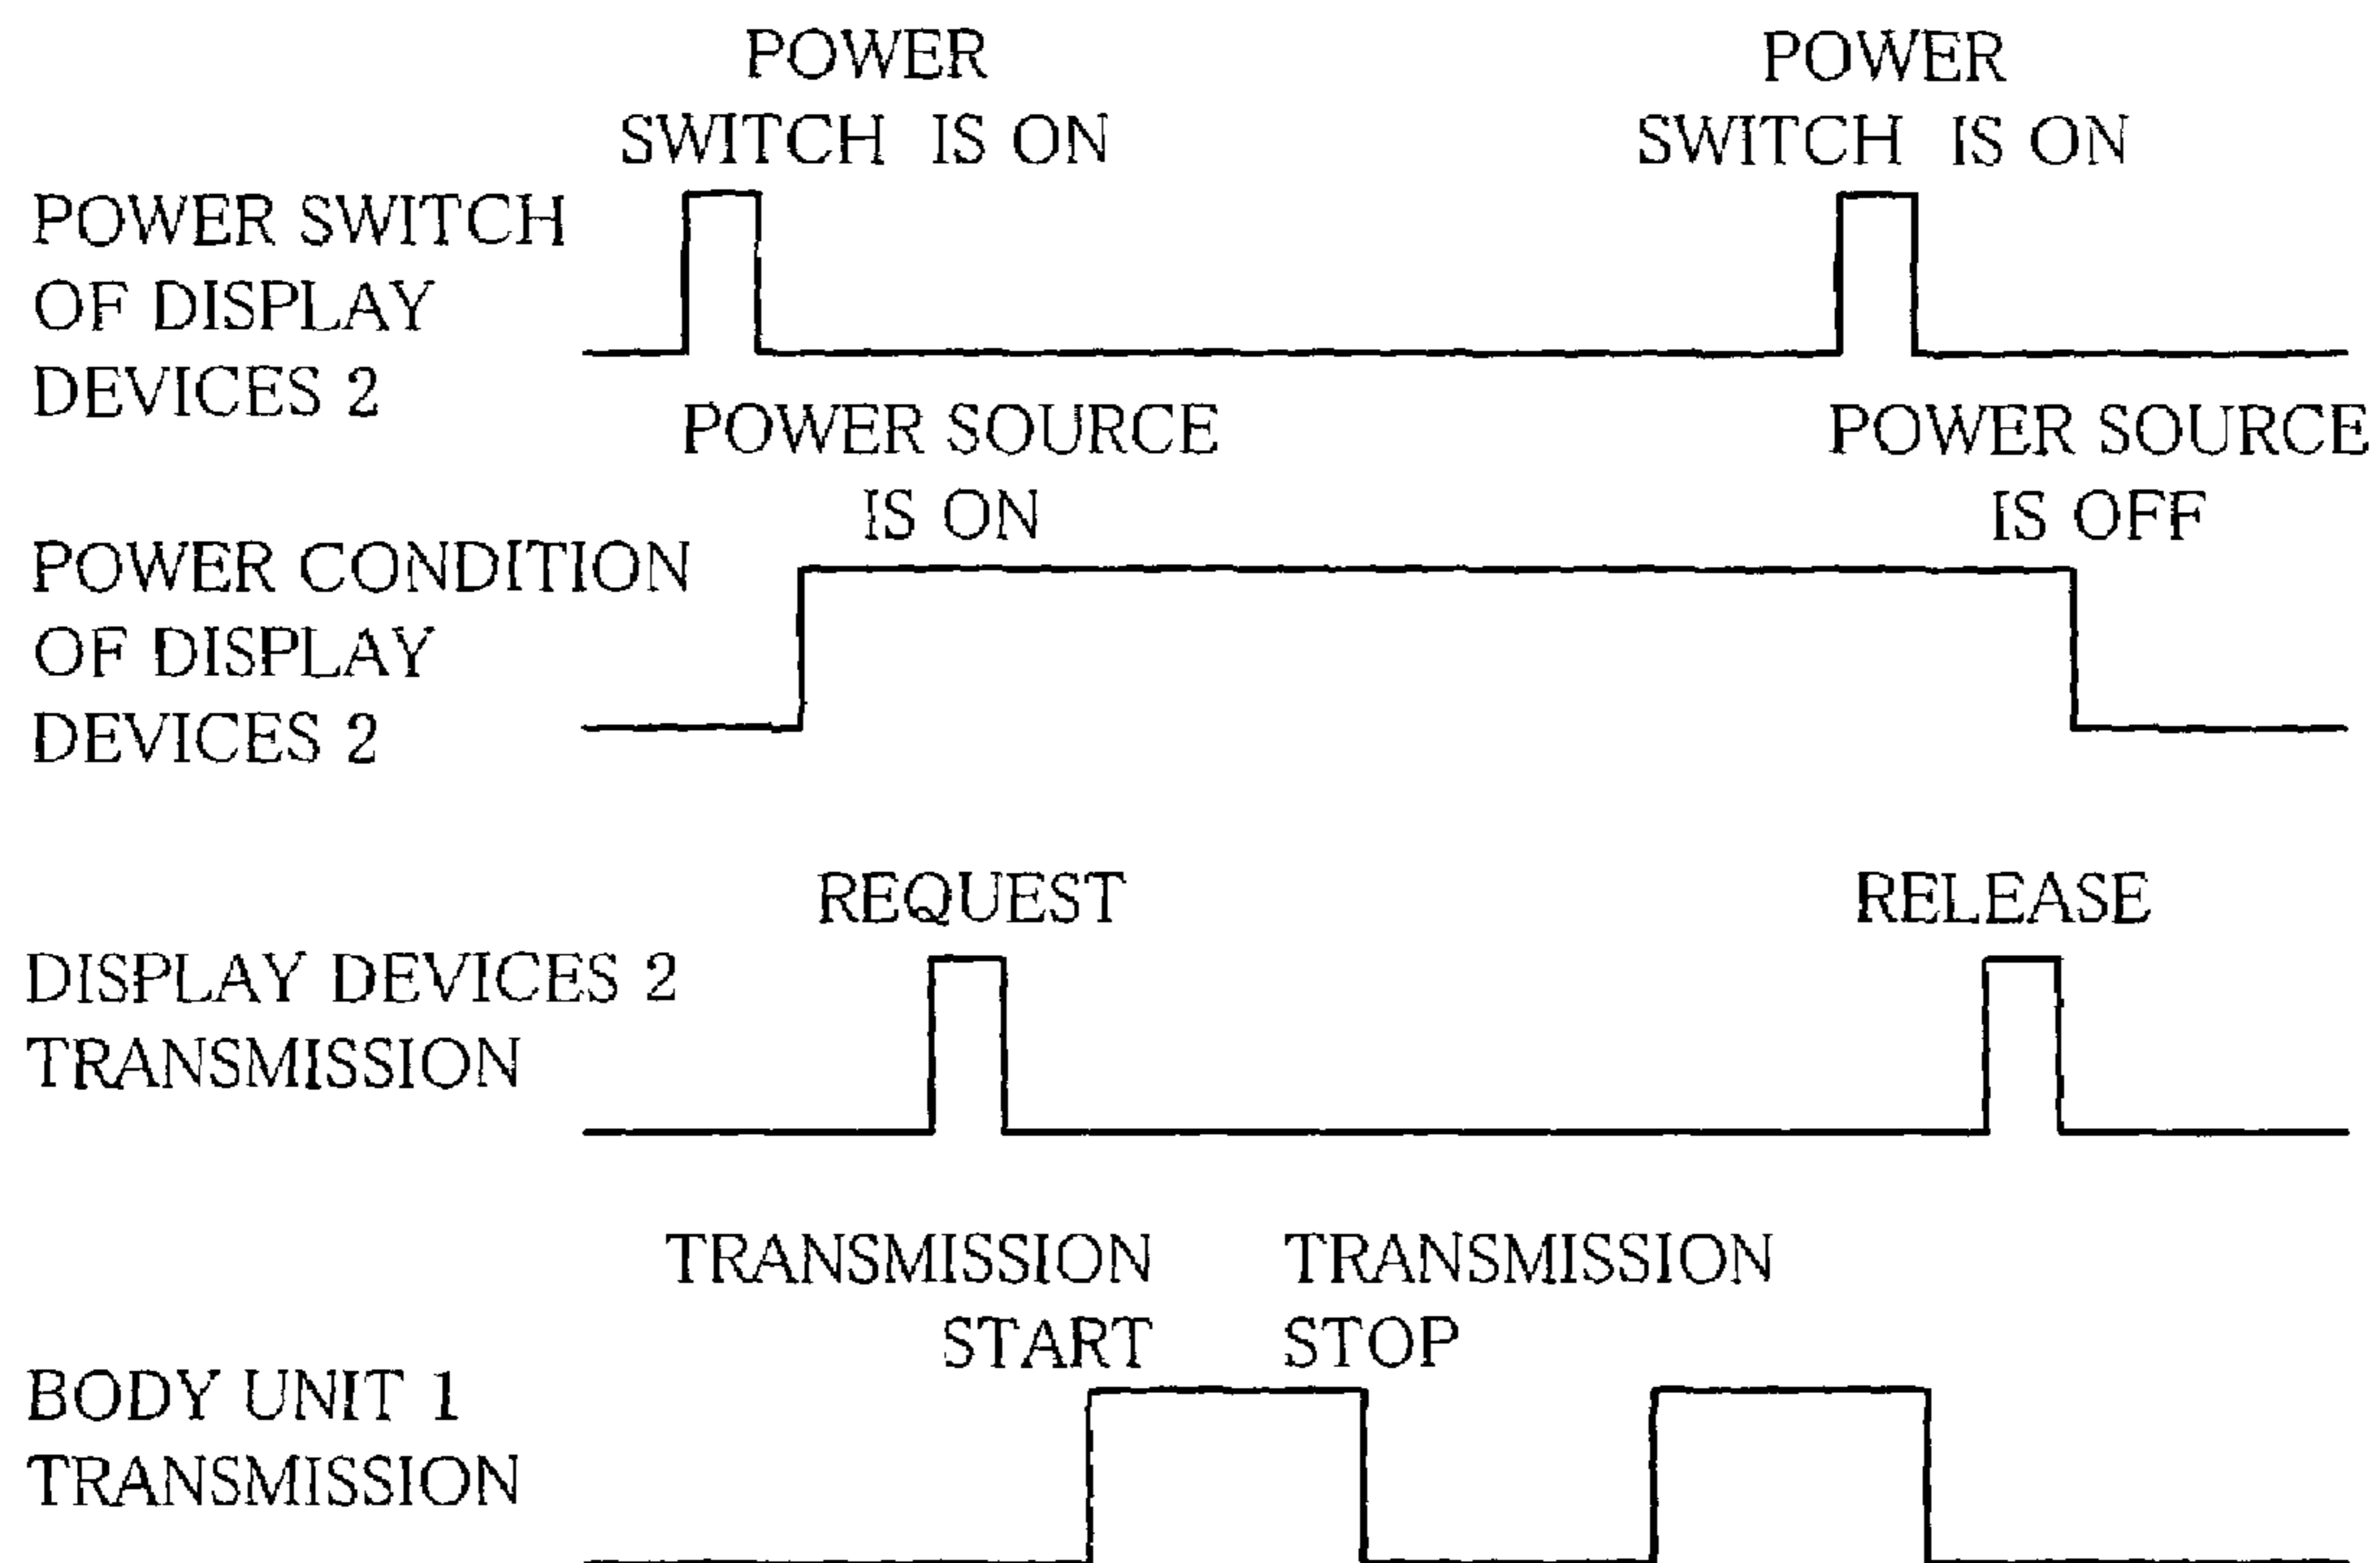 POWER
SWITCH IS ON
POWER
SWITCH IS ON
POWER SWITCH
OF DISPLAY
DEVICES 2
POWER SOURCE
IS ON
POWER SOURCE
IS OFF
POWER CONDITION
OF DISPLAY
DEVICES 2
REQUEST
RELEASE
DISPLAY DEVICES 2
TRANSMISSION
TRANSMISSION
START
TRANSMISSION
STOP
BODY UNIT 1
TRANSMISSION